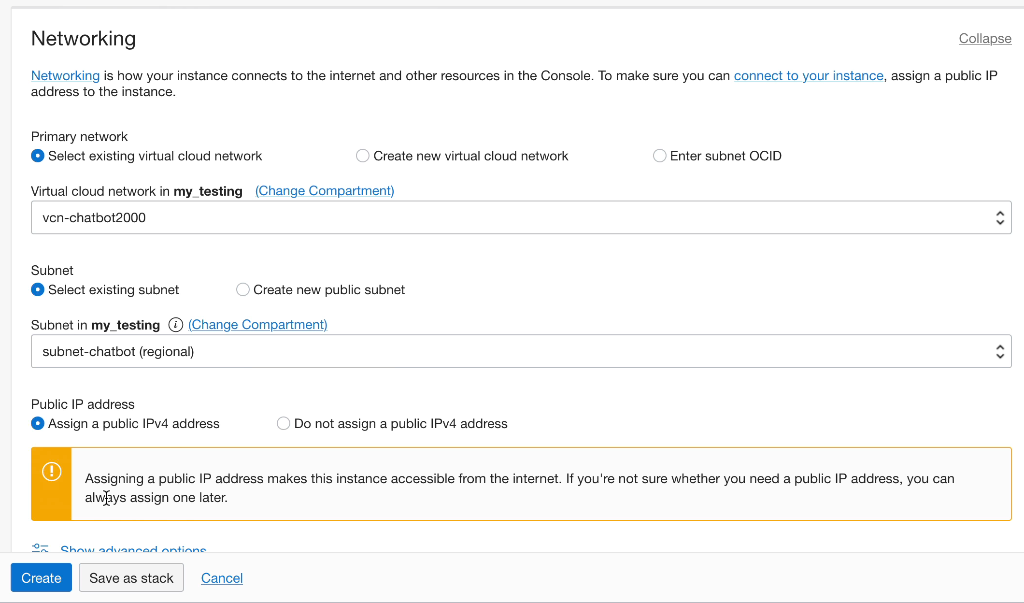 Networking
Collapse
Networking is how your instance connects to the internet and other resources in the Console. To make sure you can connect to your instance, assign a public IP
address to the instance.
Primary network
Select existing virtual cloud network
Create new virtual cloud network
Enter subnet OCID
Virtual cloud network in my_testing (Change Compartment)
vcn-chatbot2000
Subnet
Select existing subnet
Create new public subnet
Subnet in my_testing i (Change Compartment)
subnet-chatbot (regional)
Public IP address
Assign a public IPv4 address
Do not assign a public IPv4 address
Assigning a public IP address makes this instance accessible from the internet. If you're not sure whether you need a public IP address, you can
always assign one later.
Show advanced options
Create
Save as stack
Cancel